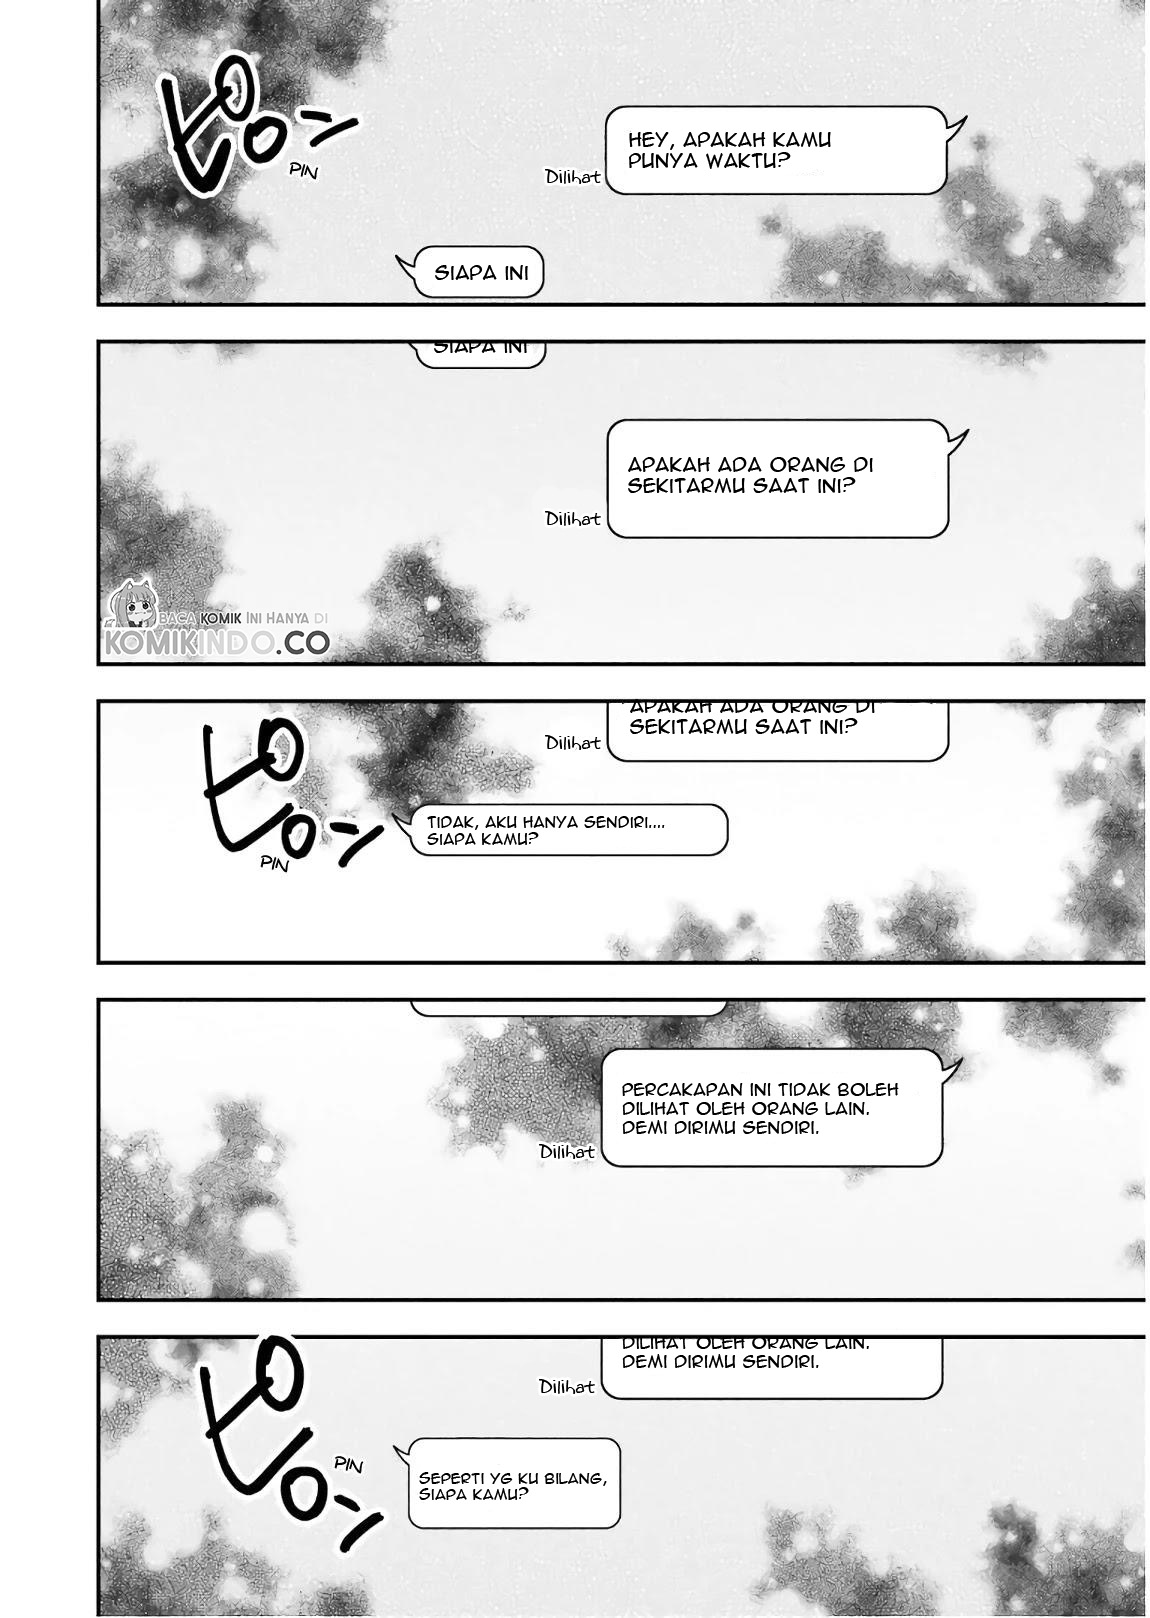 ピロン
PIN
HEY, APAKAH KAMU
PUNYA WAKTU?
Dilihat
SIAPA INI
SIAPA INI
APAKAH ADA ORANG DI
SEKITARMU SAAT INI?
Dilihat
BACA KOMIK INI HANYA DI
KOMIKINDO.CO
APAKAH ADA ORANG DI
SEKITARMU SAAT INI?
Dilihat
ピロン
PIN
TIDAK, AKU HANYA SENDIRI....
SIAPA KAMU?
PERCAKAPAN INI TIDAK BOLEH
DILIHAT OLEH ORANG LAIN.
DEMI DIRIMU SENDIRI.
Dilihat
DILIHAT OLEH ORANG LAIN.
DEMI DIRIMU SENDIRI.
Dilihat
ピロン
PIN
SEPERTI YG KU BILANG,
SIAPA KAMU?